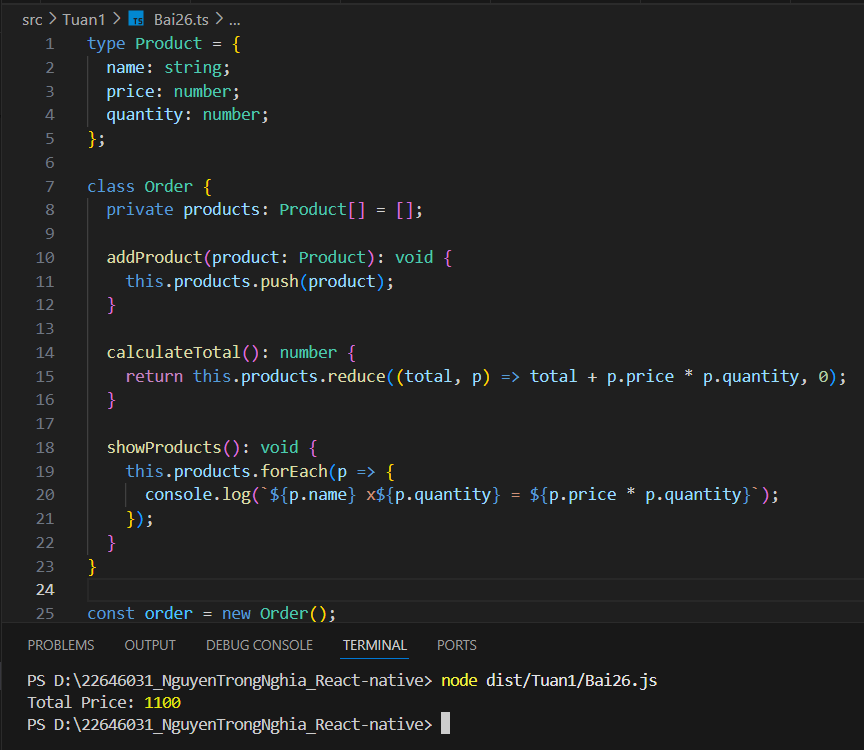 src > Tuan1 > TS Bai26.ts > ...
1 type Product = {
2   name: string;
3   price: number;
4   quantity: number;
5 };
6
7 class Order {
8   private products: Product[] = [];
9
10   addProduct(product: Product): void {
11     this.products.push(product);
12   }
13
14   calculateTotal(): number {
15     return this.products.reduce((total, p) => total + p.price * p.quantity, 0);
16   }
17
18   showProducts(): void {
19     this.products.forEach(p => {
20       console.log(`${p.name} x${p.quantity} = ${p.price * p.quantity}`);
21     });
22   }
23 }
24
25 const order = new Order();
PROBLEMS OUTPUT DEBUG CONSOLE TERMINAL PORTS
PS D:\22646031_NguyenTrongNghia_React-native> node dist/Tuan1/Bai26.js
Total Price: 1100
PS D:\22646031_NguyenTrongNghia_React-native>